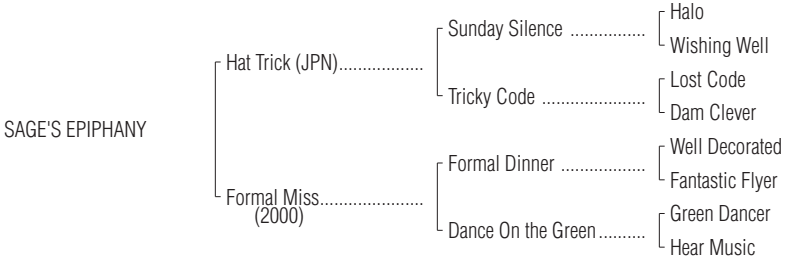 Halo
Sunday Silence ................
Wishing Well
Hat Trick (JPN)..................
Lost Code
Tricky Code ......................
Dam Clever
SAGE'S EPIPHANY
Well Decorated
Formal Dinner ..................
Fantastic Flyer
Formal Miss......................
(2000)
Green Dancer
Dance On the Green..........
Hear Music